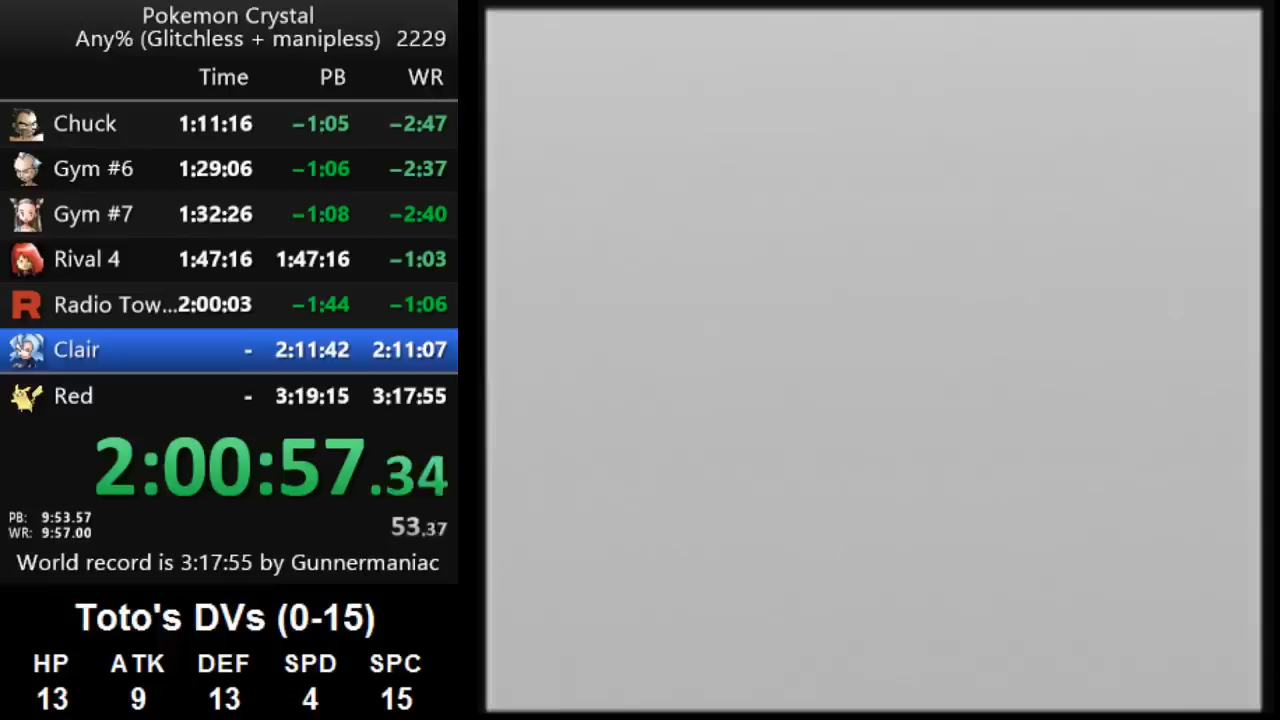 Pokemon Crystal
Any% (Glitchless + manipless) 2229
Time PB WR
Chuck 1:11:16 −1:05 −2:47
Gym #6 1:29:06 −1:06 −2:37
Gym #7 1:32:26 −1:08 −2:40
Rival 4 1:47:16 1:47:16 −1:03
R Radio Tow... 2:00:03 −1:44 −1:06
Clair - 2:11:42 2:11:07
Red - 3:19:15 3:17:55
2:00:57.34
PB: 9:53.57
WR: 9:57.00 53.37
World record is 3:17:55 by Gunnermaniac
Toto's DVs (0-15)
HP ATK DEF SPD SPC
13 9 13 4 15